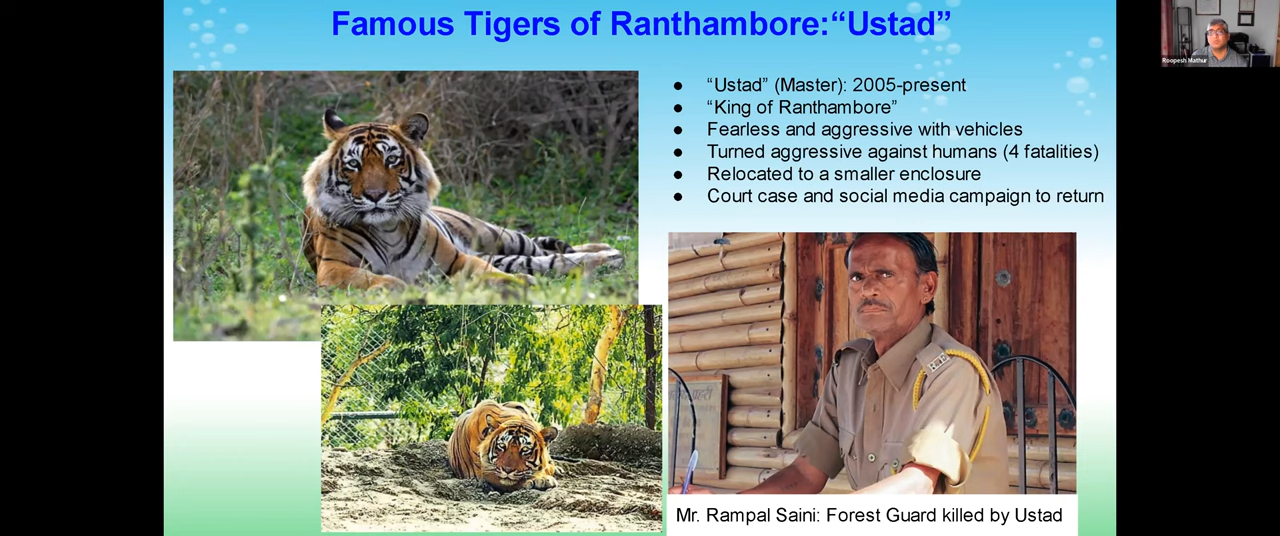 Famous Tigers of Ranthambore:“Ustad”
Roopesh Mathur
● “Ustad” (Master): 2005-present
● “King of Ranthambore”
● Fearless and aggressive with vehicles
● Turned aggressive against humans (4 fatalities)
● Relocated to a smaller enclosure
● Court case and social media campaign to return
Mr. Rampal Saini: Forest Guard killed by Ustad